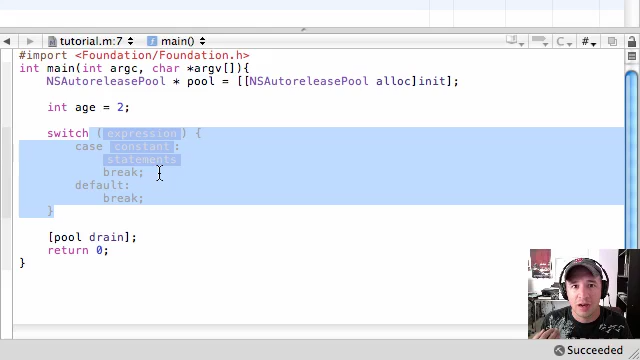 tutorial.m:7 main() C #
#import <Foundation/Foundation.h>
int main(int argc, char *argv[]){
NSAutoreleasePool * pool = [[NSAutoreleasePool alloc]init];
int age = 2;
switch (expression) {
case constant:
statements
break;
default:
break;
}
[pool drain];
return 0;
}
Succeeded